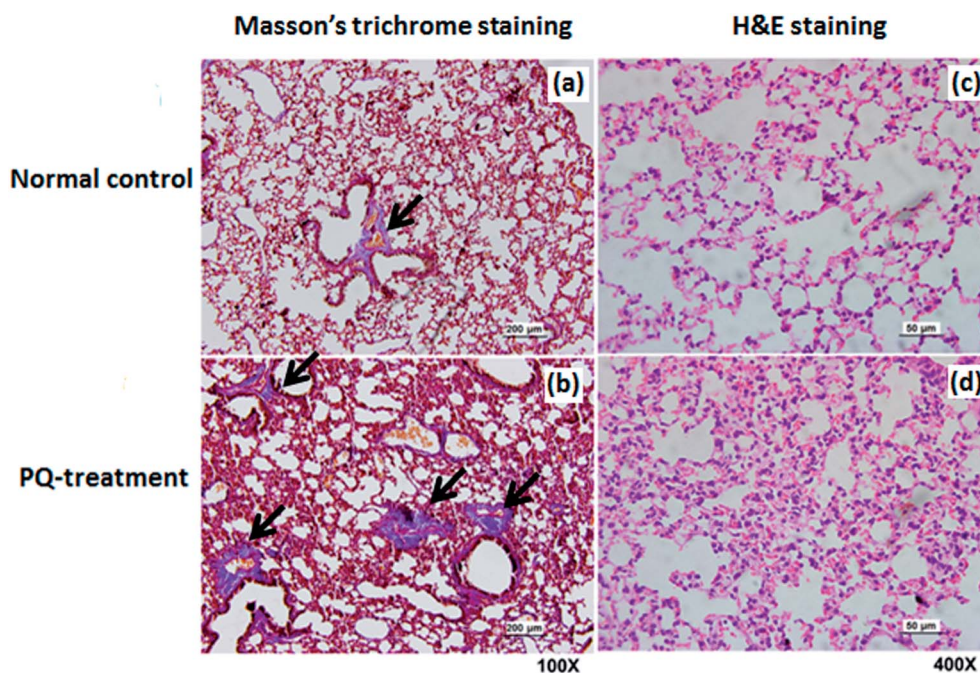 Masson's trichrome staining
H&E staining
Normal control
(a)
200 µm
(c)
50 µm
PQ-treatment
(b)
200 µm
(d)
50 µm
100X
400X